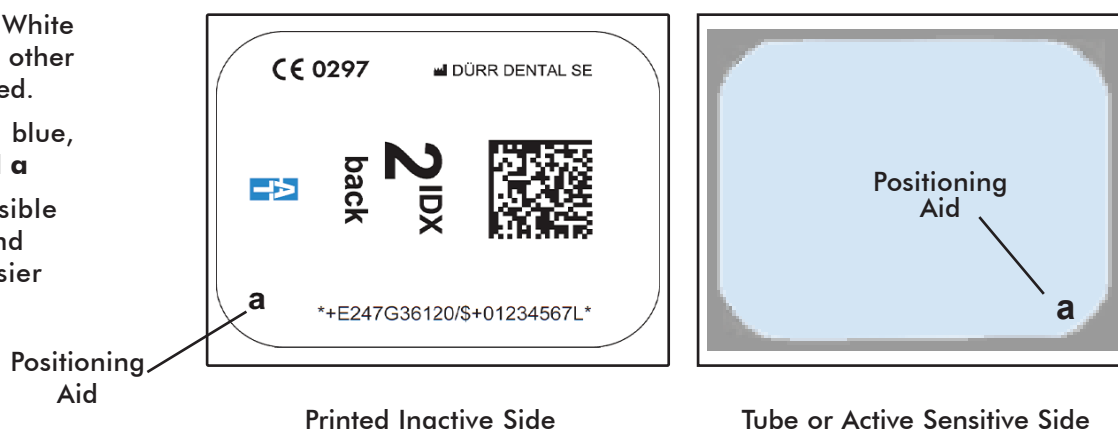 White
other
ed.
blue,
a
sible
nd
sier
CE 0297
DÜRR DENTAL SE
back
2
IDX
a
*+E247G36120/$+01234567L*
Positioning
Aid
Printed Inactive Side
Positioning
Aid
a
Tube or Active Sensitive Side